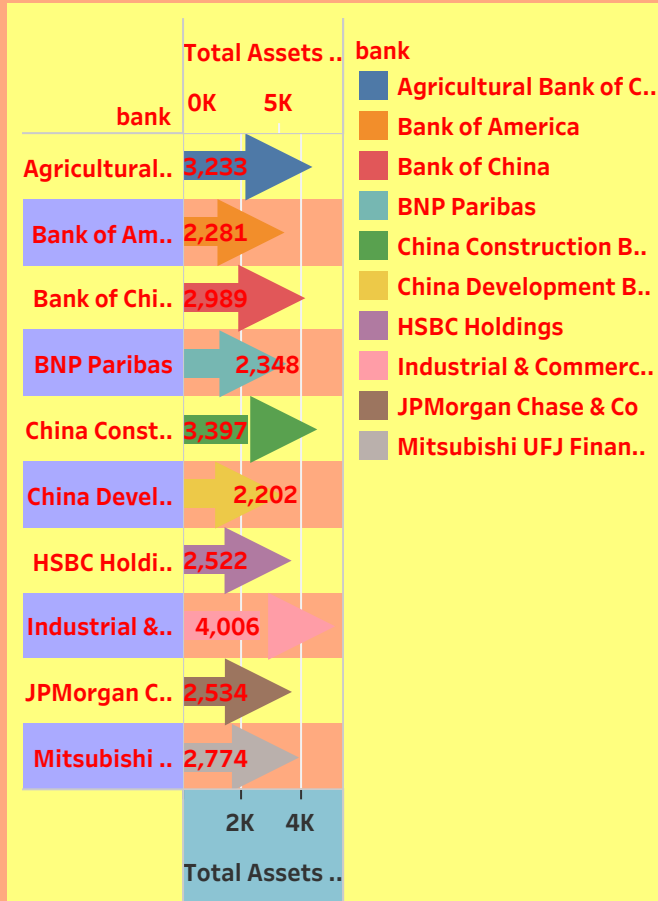 Total Assets ..
0K 5K
bank
Agricultural.. 3,233
Bank of Am.. 2,281
Bank of Chi.. 2,989
BNP Paribas 2,348
China Const.. 3,397
China Devel.. 2,202
HSBC Holdi.. 2,522
Industrial &.. 4,006
JPMorgan C.. 2,534
Mitsubishi .. 2,774
2K 4K
Total Assets ..
bank
Agricultural Bank of C..
Bank of America
Bank of China
BNP Paribas
China Construction B..
China Development B..
HSBC Holdings
Industrial & Commerc..
JPMorgan Chase & Co
Mitsubishi UFJ Finan..